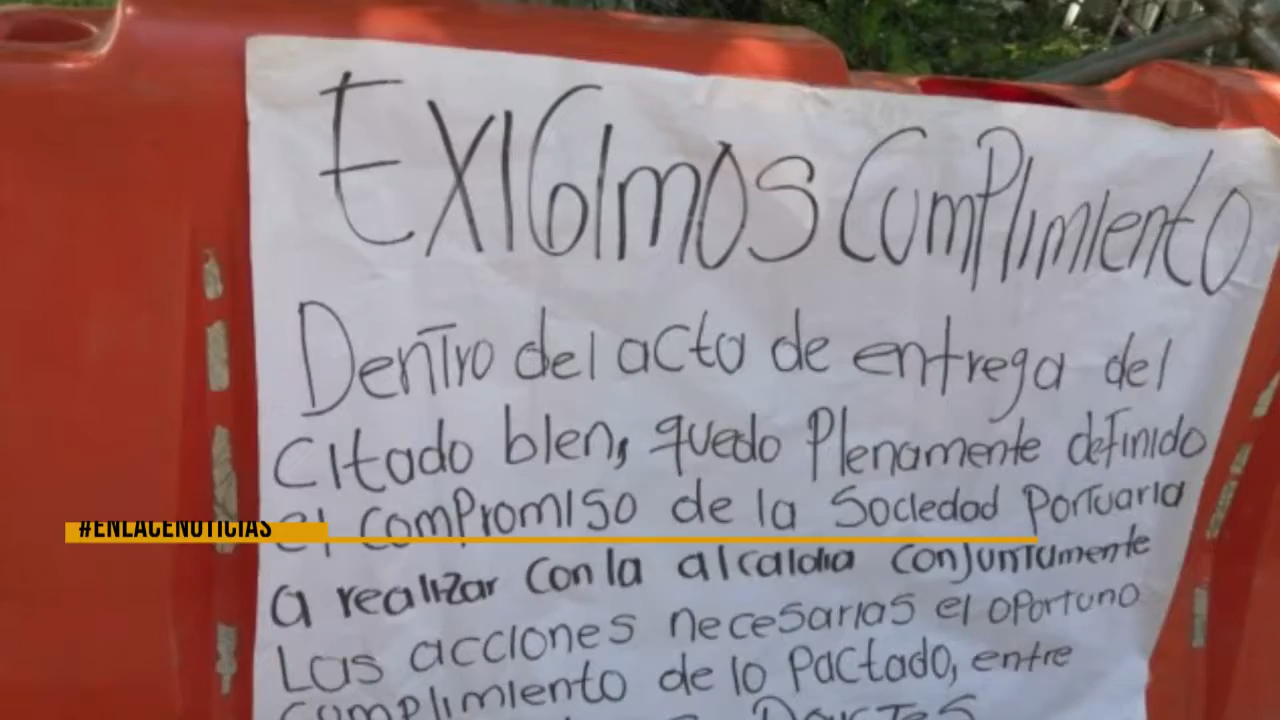 EXIGIMOS CumPlimiento
Dentro del acto de entrega del
citado bien, quedo Plenamente definido
el comPromiso de la Sociedad Portuaria
#ENLACENOTICIAS
a realizar con la alcaldia conjuntamente
Las acciones necesarias el oportuno
cumplimiento de lo pactado, entre
Partes